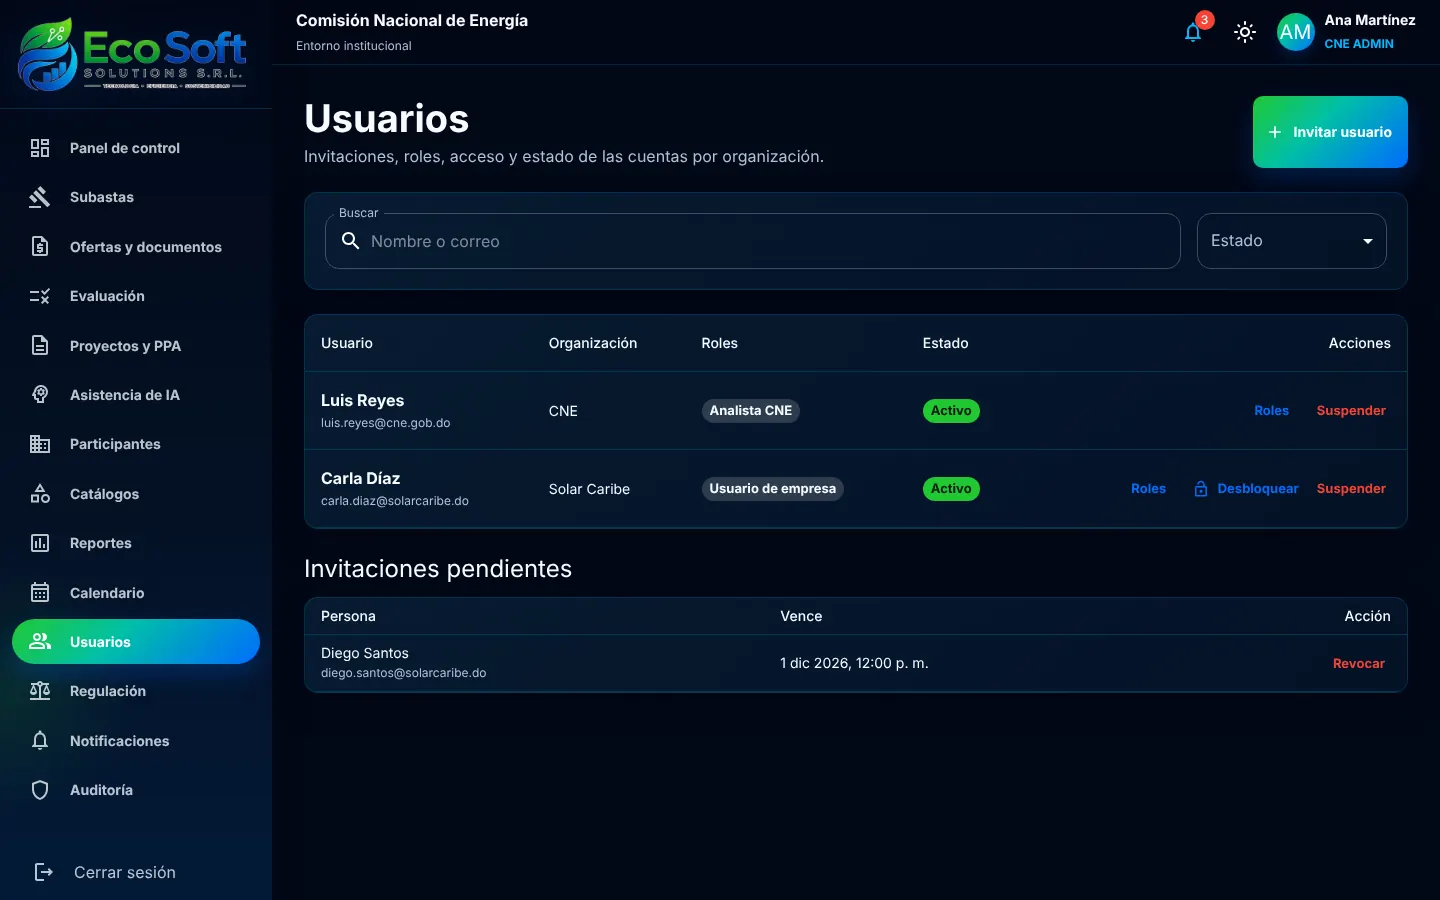 EcoSoft
SOLUTIONS S.R.L.
Comisión Nacional de Energía
Entorno institucional
3
AM
Ana Martínez
CNE ADMIN
Panel de control
Subastas
Ofertas y documentos
Evaluación
Proyectos y PPA
Asistencia de IA
Participantes
Catálogos
Reportes
Calendario
Usuarios
Regulación
Notificaciones
Auditoría
Cerrar sesión
Usuarios
Invitaciones, roles, acceso y estado de las cuentas por organización.
+ Invitar usuario
Buscar
Nombre o correo
Estado
Usuario Organización Roles Estado Acciones
Luis Reyes
luis.reyes@cne.gob.do
CNE Analista CNE Activo Roles Suspender
Carla Díaz
carla.diaz@solarcaribe.do
Solar Caribe Usuario de empresa Activo Roles Desbloquear Suspender
Invitaciones pendientes
Persona Vence Acción
Diego Santos
diego.santos@solarcaribe.do
1 dic 2026, 12:00 p. m. Revocar